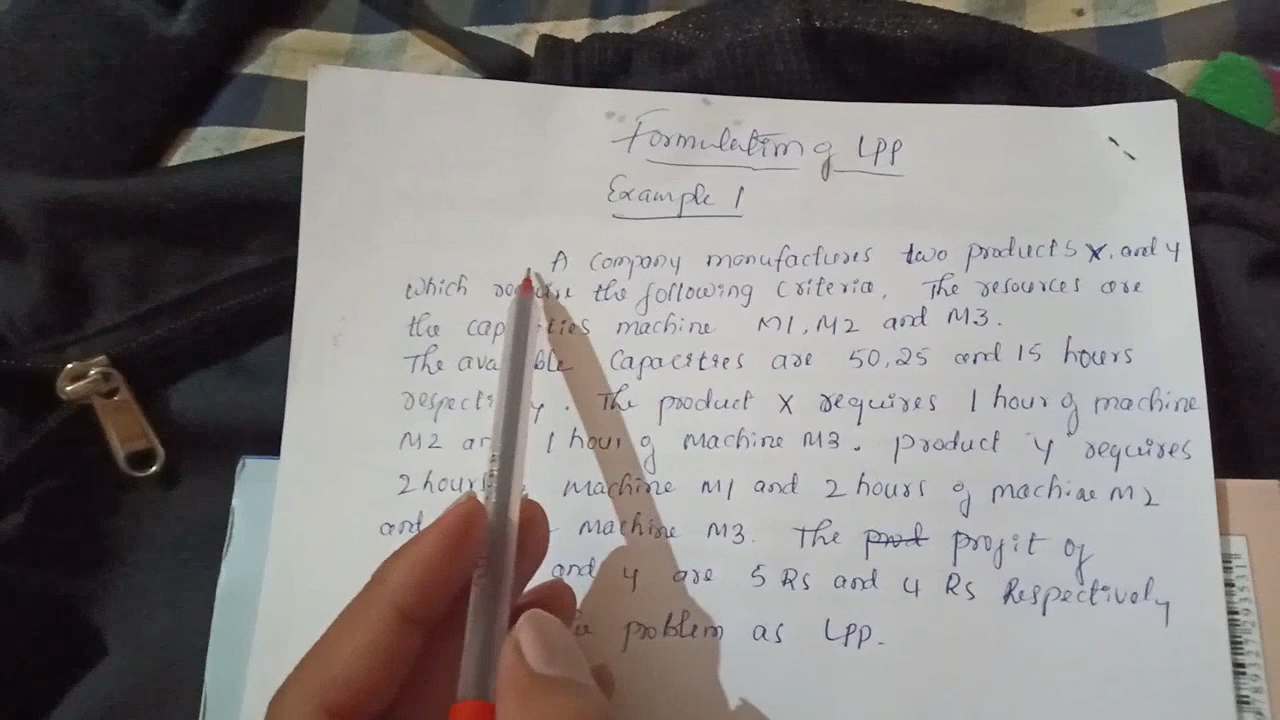 Formulating of LPP
Example 1
A company manufactures two products X, and y
which the following criteria. The resources are
the machine M1, M2 and M3.
The capacities are 50, 25 and 15 hours
The product X requires 1 hour of machine
M2 1 hour of machine M3. product y requires
2 hours machine M1 and 2 hours of machine M2
and machine M3. The prod profit of
and y are 5 Rs and 4 Rs Respectively
problem as LPP.
9789327293531